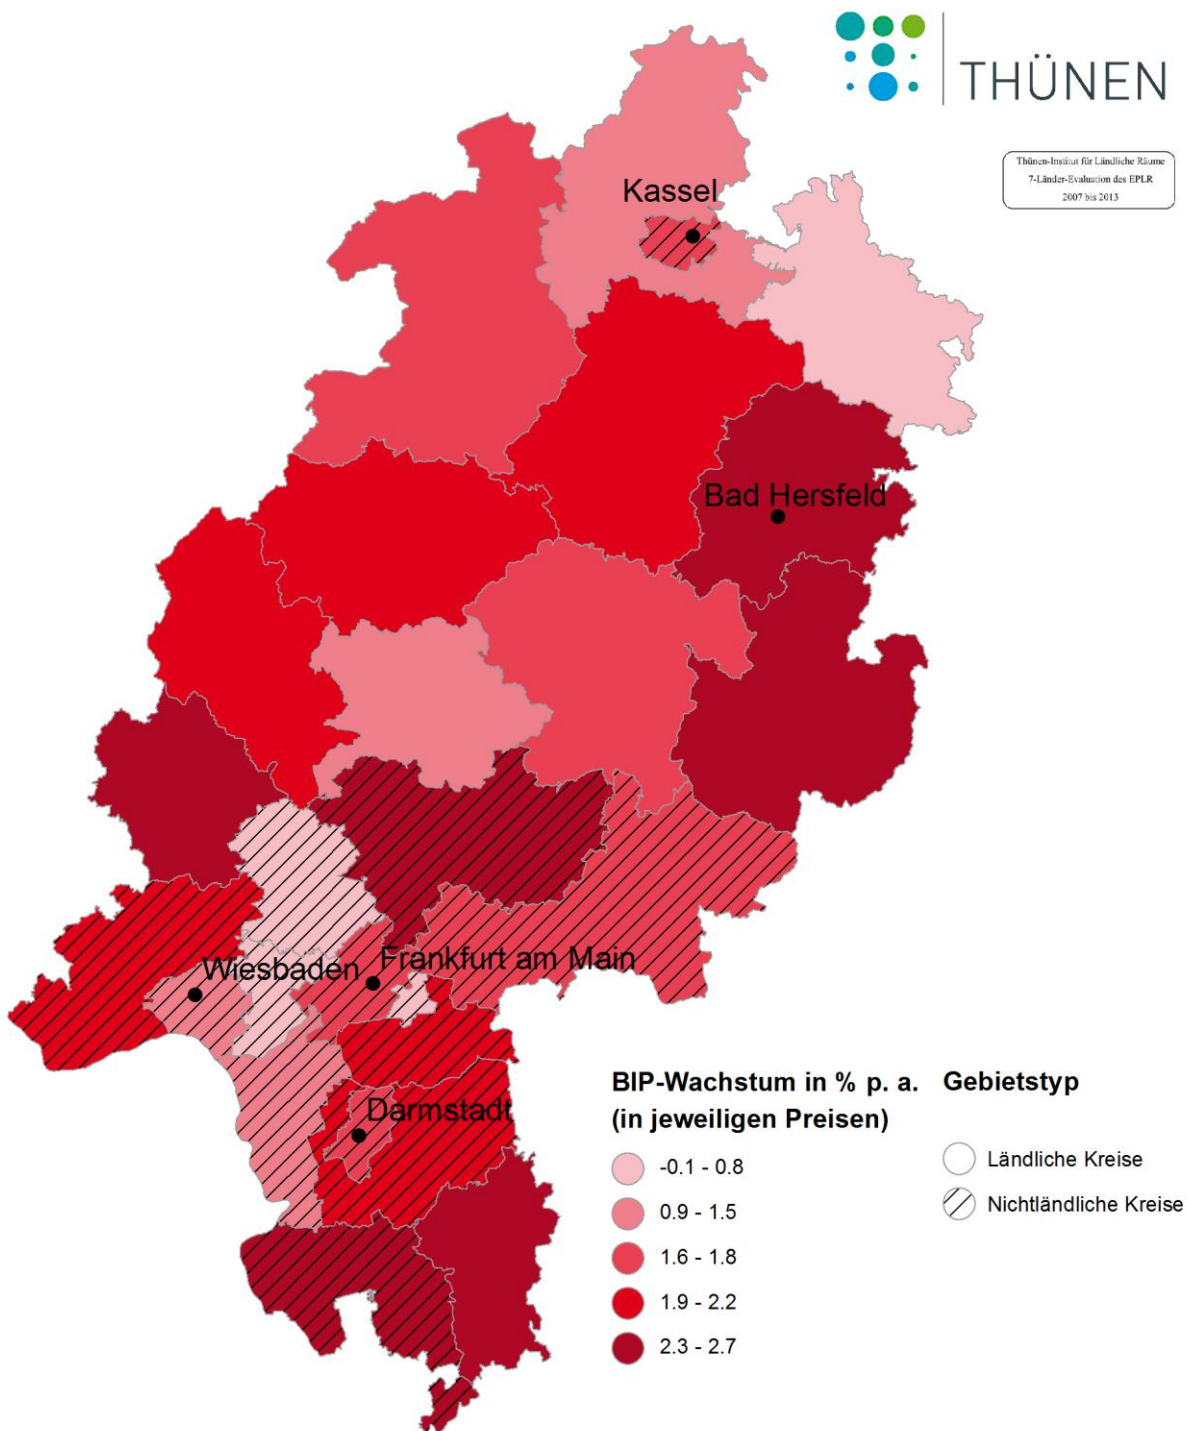 THÜNEN
Thünen-Institut für Ländliche Räume
7-Länder-Evaluation des EPLR
2007 bis 2013
Kassel
Bad Hersfeld
Frankfurt am Main
Wiesbaden
Darmstadt
BIP-Wachstum in % p. a.
(in jeweiligen Preisen)
-0.1 - 0.8
0.9 - 1.5
1.6 - 1.8
1.9 - 2.2
2.3 - 2.7
Gebietstyp
Ländliche Kreise
Nichtländliche Kreise